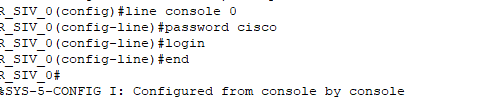 R_SIV_0(config)#line console 0
R_SIV_0(config-line)#password cisco
R_SIV_0(config-line)#login
R_SIV_0(config-line)#end
R_SIV_0#
%SYS-5-CONFIG I: Configured from console by console